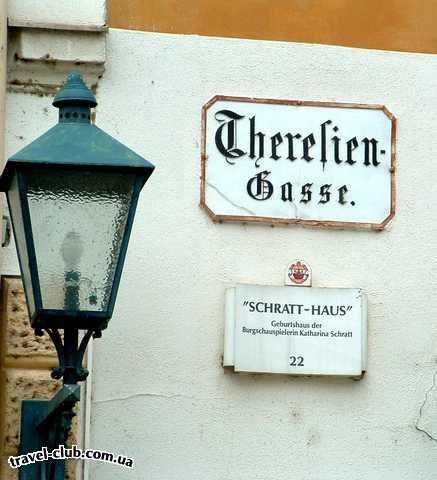 Thereſien-
Gasse.
"SCHRATT-HAUS"
Geburtshaus der
Burgschauspielerin Katharina Schratt
22
travel-club.com.ua